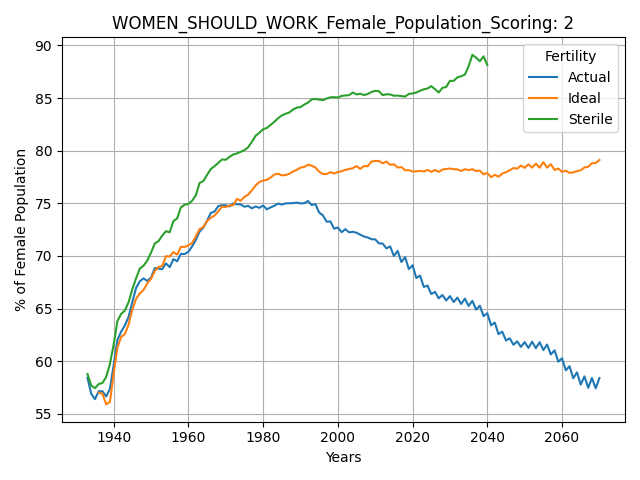 WOMEN_SHOULD_WORK_Female_Population_Scoring: 2
90
85
80
75
70
65
60
55
% of Female Population
Fertility
Actual
Ideal
Sterile
1940 1960 1980 2000 2020 2040 2060
Years